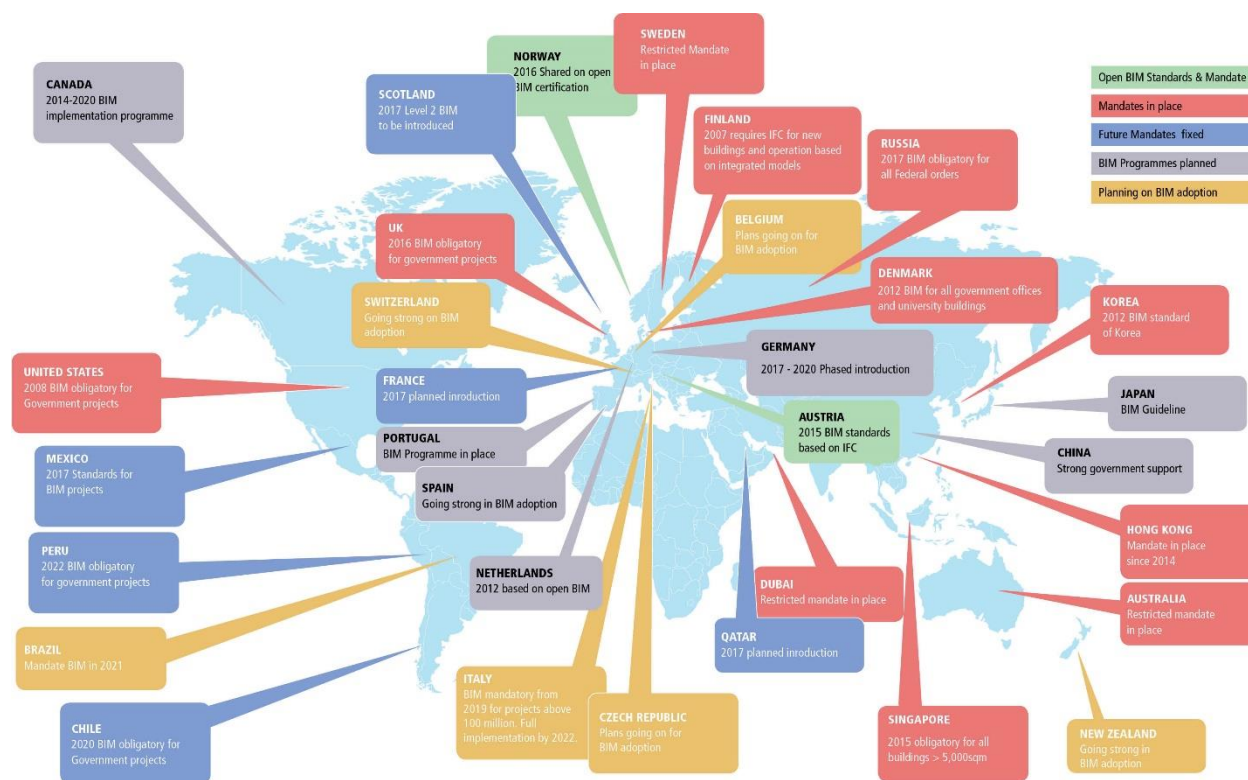 CANADA
2014-2020 BIM
implementation programme
SCOTLAND
2017 Level 2 BIM
to be introduced
NORWAY
2016 Shared on open
BIM certification
SWEDEN
Restricted Mandate
in place
FINLAND
2007 requires IFC for new
buildings and operation based
on integrated models
RUSSIA
2017 BIM obligatory for
all Federal orders
Open BIM Standards & Mandate
Mandates in place
Future Mandates fixed
BIM Programmes planned
Planning on BIM adoption
UK
2016 BIM obligatory
for government projects
BELGIUM
Plans going on for
BIM adoption
SWITZERLAND
Going strong on BIM
adoption
DENMARK
2012 BIM for all government offices
and university buildings
KOREA
2012 BIM standard
of Korea
UNITED STATES
2008 BIM obligatory for
Government projects
FRANCE
2017 planned inroduction
GERMANY
2017 - 2020 Phased introduction
JAPAN
BIM Guideline
PORTUGAL
BIM Programme in place
AUSTRIA
2015 BIM standards
based on IFC
CHINA
Strong government support
MEXICO
2017 Standards for
BIM projects
SPAIN
Going strong in BIM adoption
HONG KONG
Mandate in place
since 2014
PERU
2022 BIM obligatory
for government projects
NETHERLANDS
2012 based on open BIM
DUBAI
Restricted mandate in place
AUSTRALIA
Restricted mandate
in place
BRAZIL
Mandate BIM in 2021
QATAR
2017 planned inroduction
ITALY
BIM mandatory from
2019 for projects above
100 million. Full
implementation by 2022.
CZECH REPUBLIC
Plans going on for
BIM adoption
CHILE
2020 BIM obligatory for
Government projects
SINGAPORE
2015 obligatory for all
buildings > 5,000sqm
NEW ZEALAND
Going strong in
BIM adoption